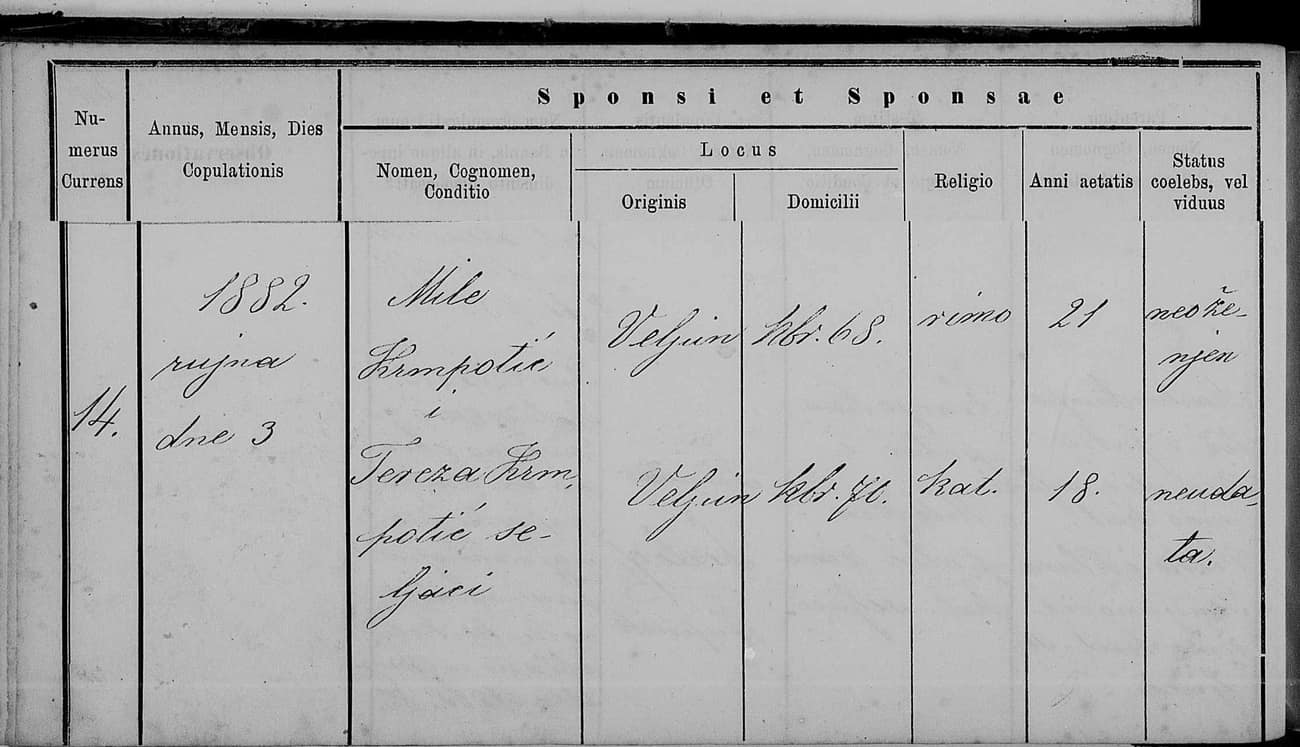 Sponsi et Sponsae
Nu-
merus
Currens
Annus, Mensis, Dies
Copulationis
Nomen, Cognomen,
Conditio
Locus
Originis
Domicilii
Religio
Anni aetatis
Status
coelebs, vel
viduus
14.
1882.
rujna
dne 3
Mile
Krmpotić
i
Tereza Krm,
potić se-
ljaci
Veljun kbr. 68.
rimo
21
neože-
njen
Veljun kbr. 70.
kat.
18.
neuda,
ta.